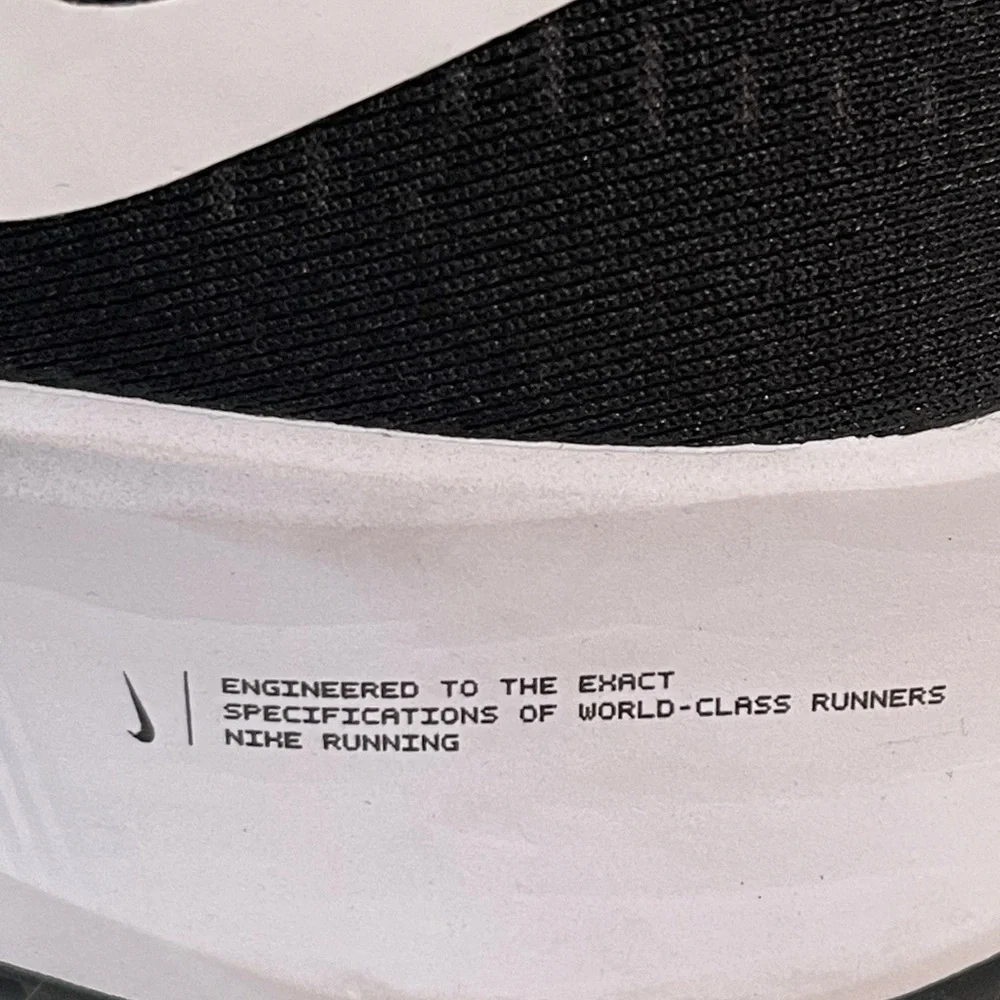 ENGINEERED TO THE EXACT
SPECIFICATIONS OF WORLD-CLASS RUNNERS
NIKE RUNNING